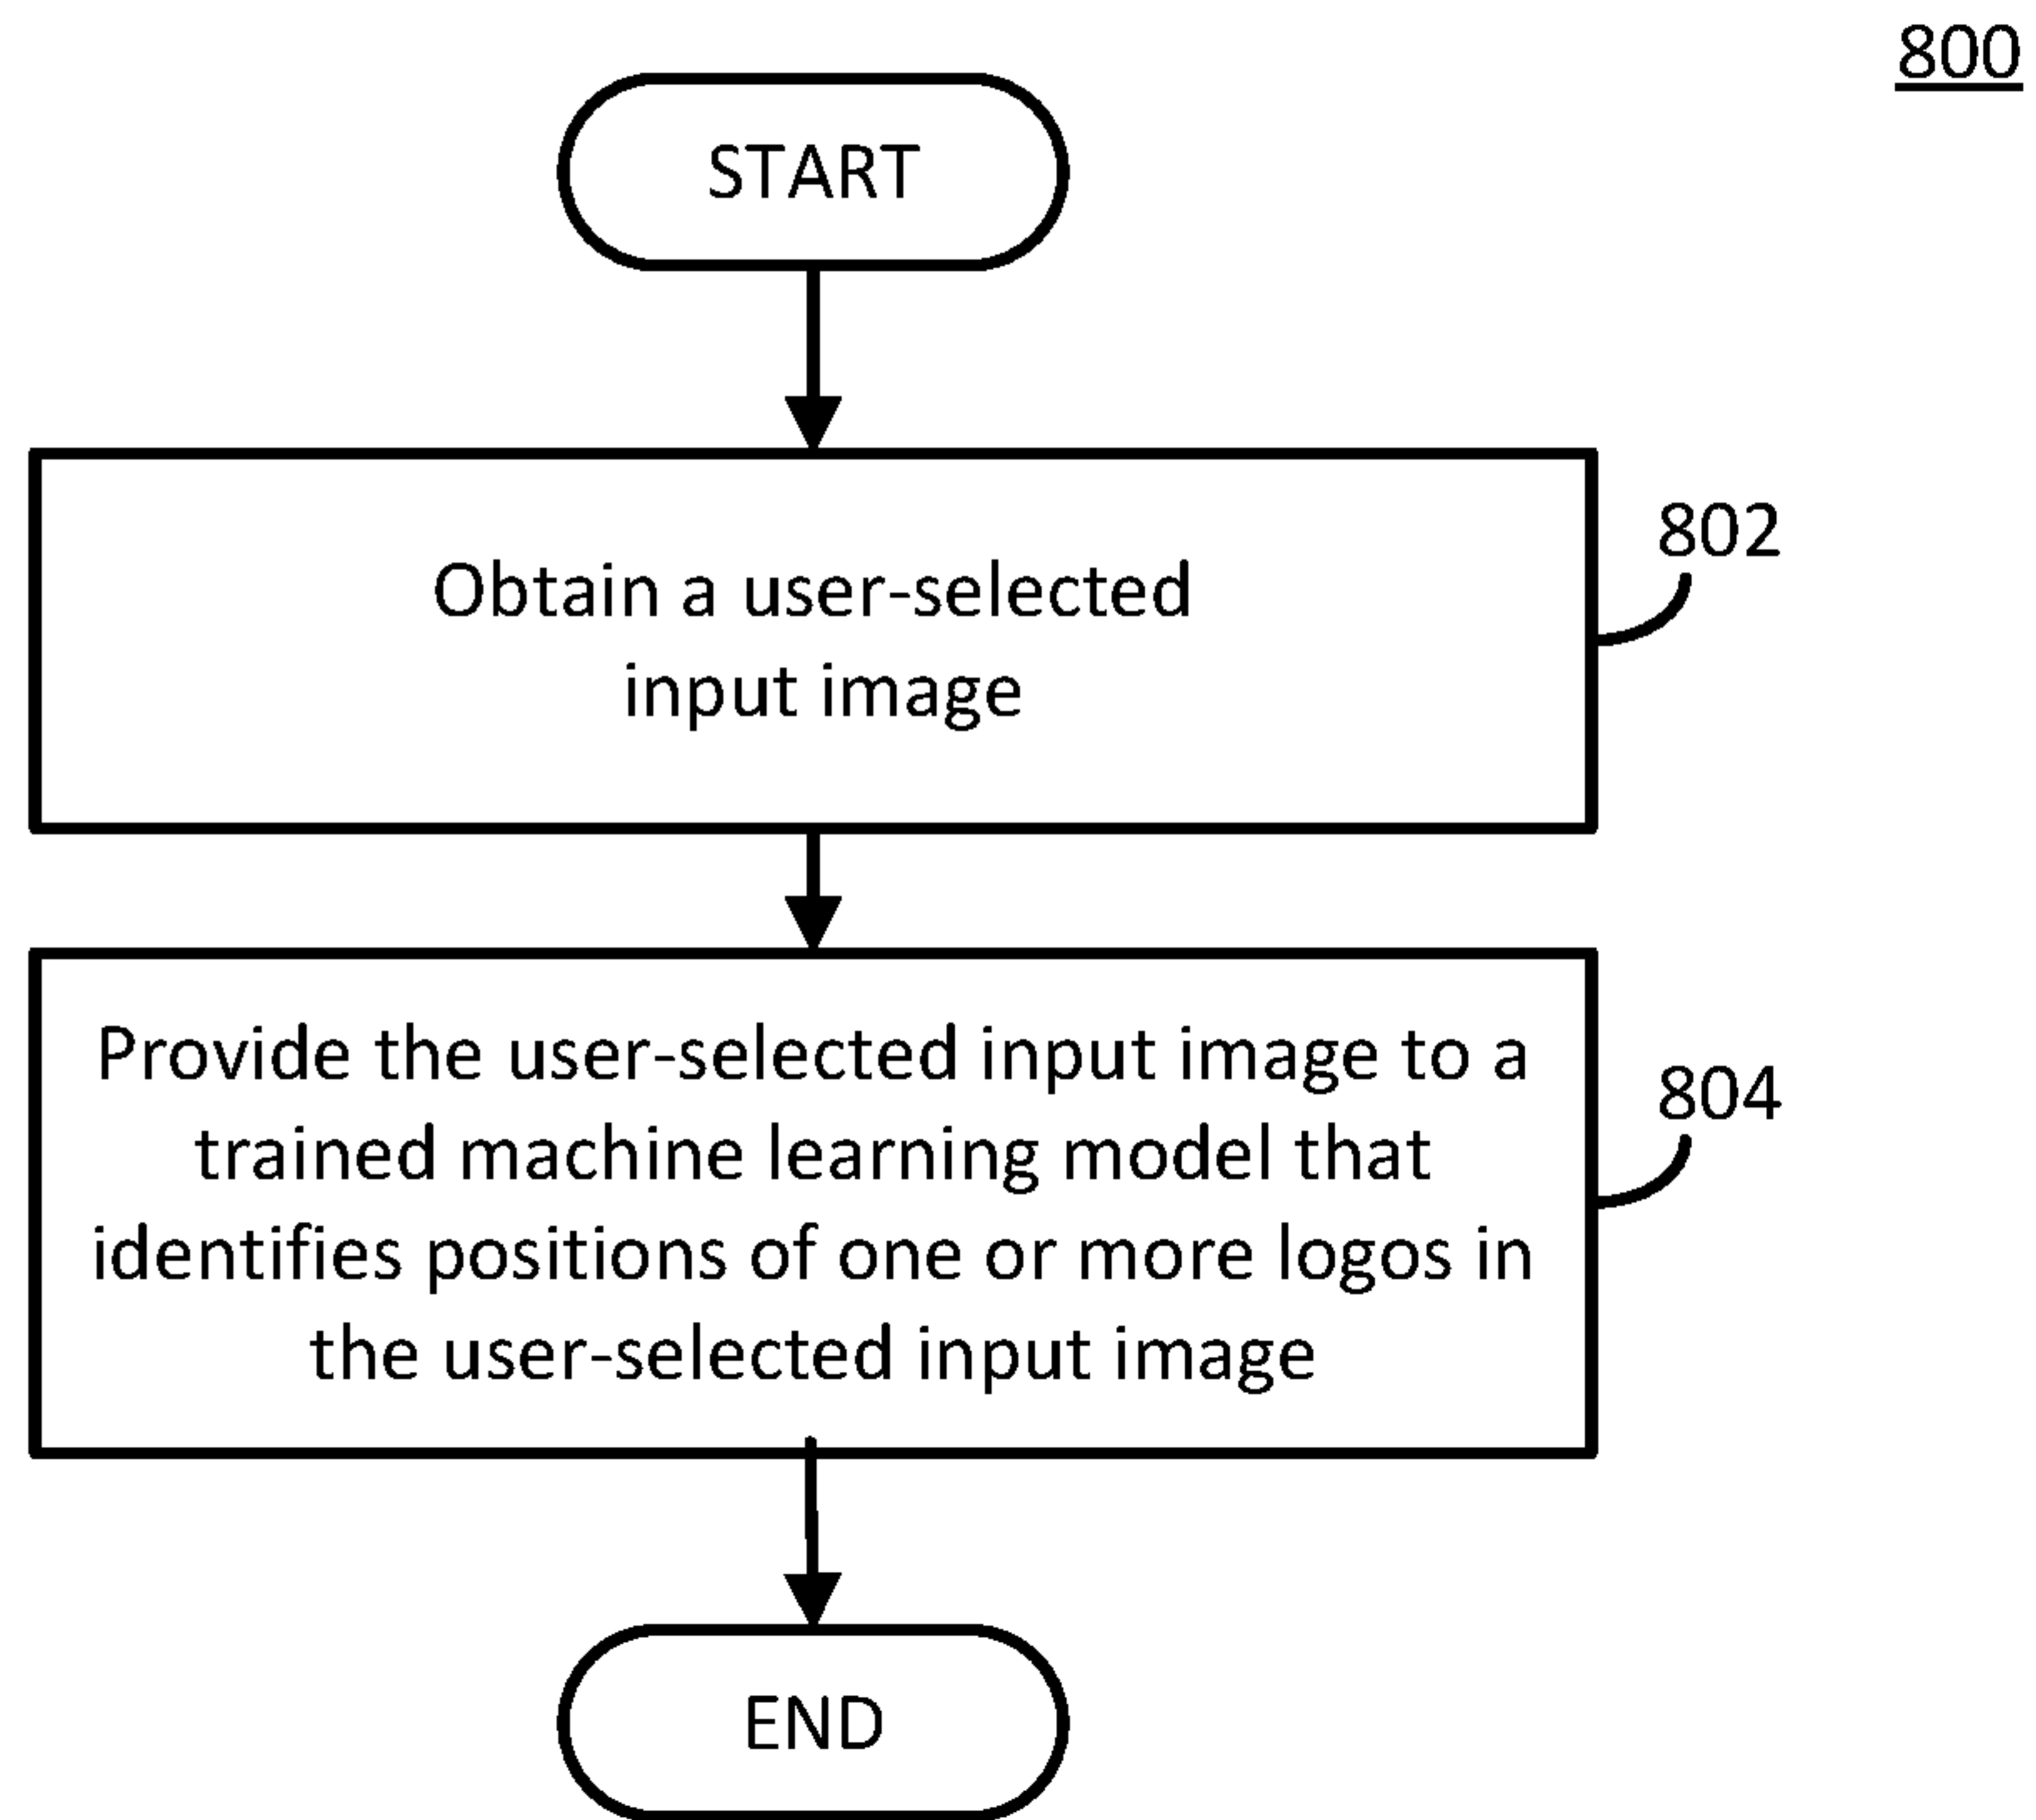 800
START
Obtain a user-selected
input image
802
Provide the user-selected input image to a
trained machine learning model that
identifies positions of one or more logos in
the user-selected input image
804
END